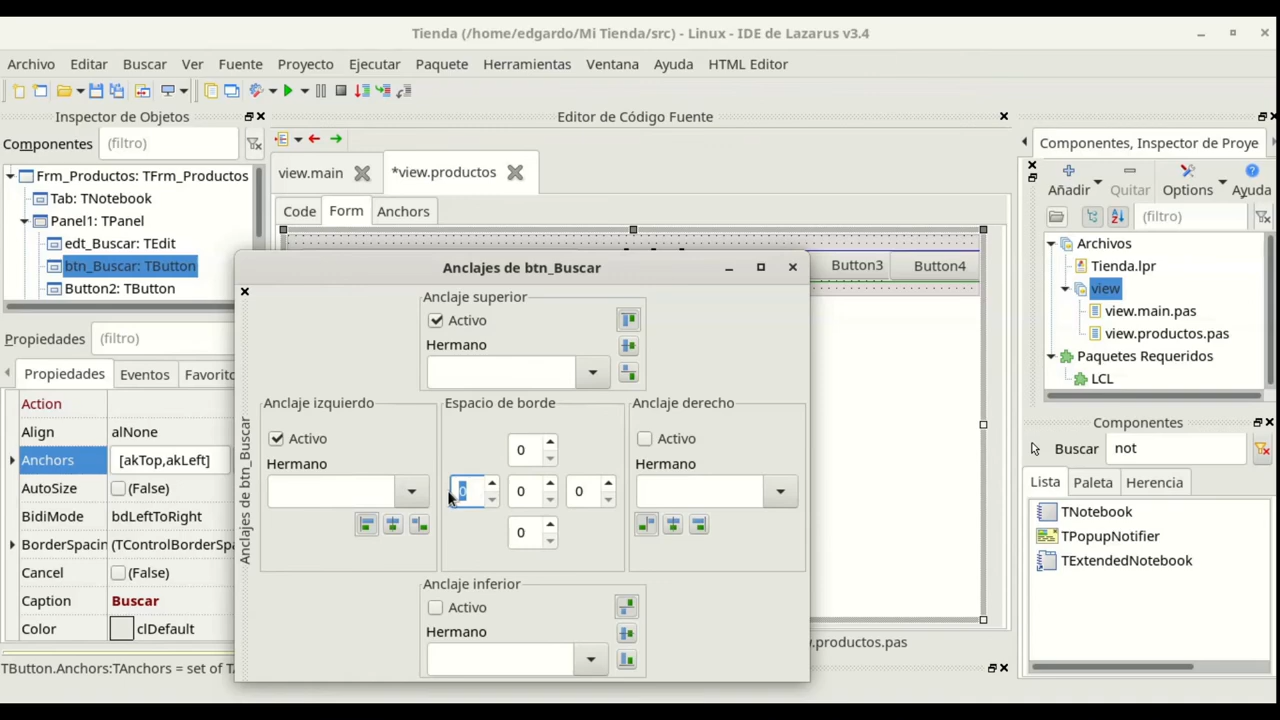 Tienda (/home/edgardo/Mi Tienda/src) - Linux - IDE de Lazarus v3.4
Archivo Editar Buscar Ver Fuente Proyecto Ejecutar Paquete Herramientas Ventana Ayuda HTML Editor
Inspector de Objetos
Editor de Código Fuente
Componentes (filtro)
Frm_Productos: TFrm_Productos
Tab: TNotebook
Panel1: TPanel
edt_Buscar: TEdit
btn_Buscar: TButton
Button2: TButton
Propiedades (filtro)
Propiedades Eventos Favorito
Action
Align alNone
Anchors [akTop,akLeft]
AutoSize (False)
BidiMode bdLeftToRight
BorderSpacin (TControlBorderSpa
Cancel (False)
Caption Buscar
Color clDefault
TButton.Anchors:TAnchors = set of TA
view.main *view.productos
Code Form Anchors
Button3 Button4
Anclajes de btn_Buscar
Anclajes de btn_Buscar
Anclaje superior
Activo
Hermano
Anclaje izquierdo
Activo
Hermano
Espacio de borde
0
0 0 0
0
Anclaje derecho
Activo
Hermano
Anclaje inferior
Activo
Hermano
.productos.pas
Componentes, Inspector de Proye
Añadir Quitar Options Ayuda
(filtro)
Archivos
Tienda.lpr
view
view.main.pas
view.productos.pas
Paquetes Requeridos
LCL
Componentes
Buscar not
Lista Paleta Herencia
TNotebook
TPopupNotifier
TExtendedNotebook